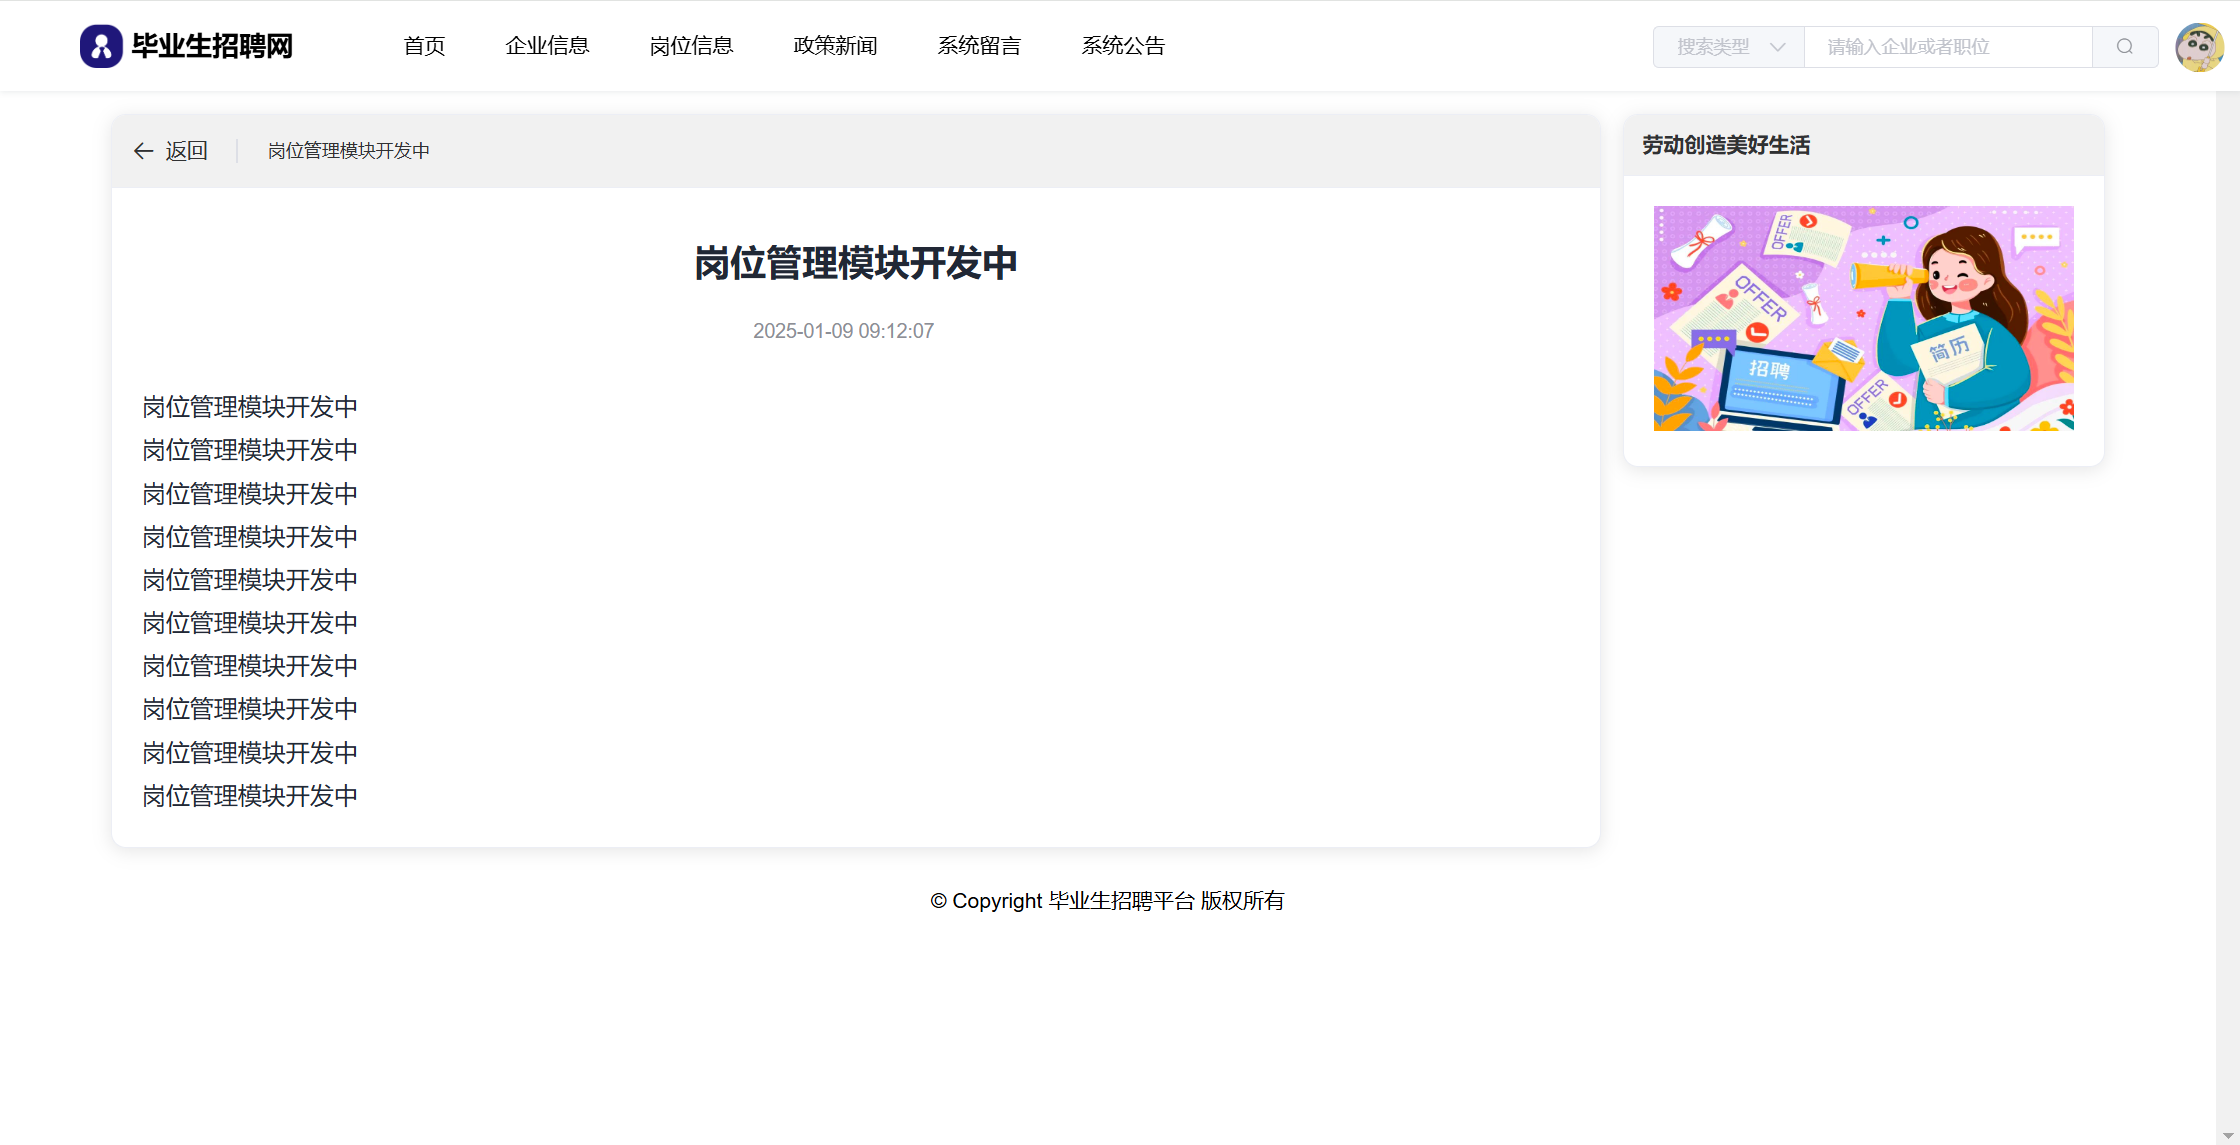 毕业生招聘网
首页 企业信息 岗位信息 政策新闻 系统留言 系统公告
搜索类型 请输入企业或者职位
返回 岗位管理模块开发中
岗位管理模块开发中
2025-01-09 09:12:07
岗位管理模块开发中
岗位管理模块开发中
岗位管理模块开发中
岗位管理模块开发中
岗位管理模块开发中
岗位管理模块开发中
岗位管理模块开发中
岗位管理模块开发中
岗位管理模块开发中
岗位管理模块开发中
劳动创造美好生活
OFFER
OFFER
简历
招聘
OFFER
© Copyright 毕业生招聘平台 版权所有